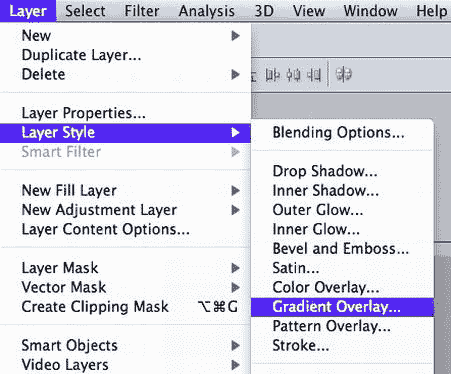 Layer Select Filter Analysis 3D View Window Help
New
Duplicate Layer...
Delete
Layer Properties...
Layer Style
Smart Filter
New Fill Layer
New Adjustment Layer
Layer Content Options...
Layer Mask
Vector Mask
Create Clipping Mask ⌥⌘G
Smart Objects
Video Layers
Blending Options...
Drop Shadow...
Inner Shadow...
Outer Glow...
Inner Glow...
Bevel and Emboss...
Satin...
Color Overlay...
Gradient Overlay...
Pattern Overlay...
Stroke...